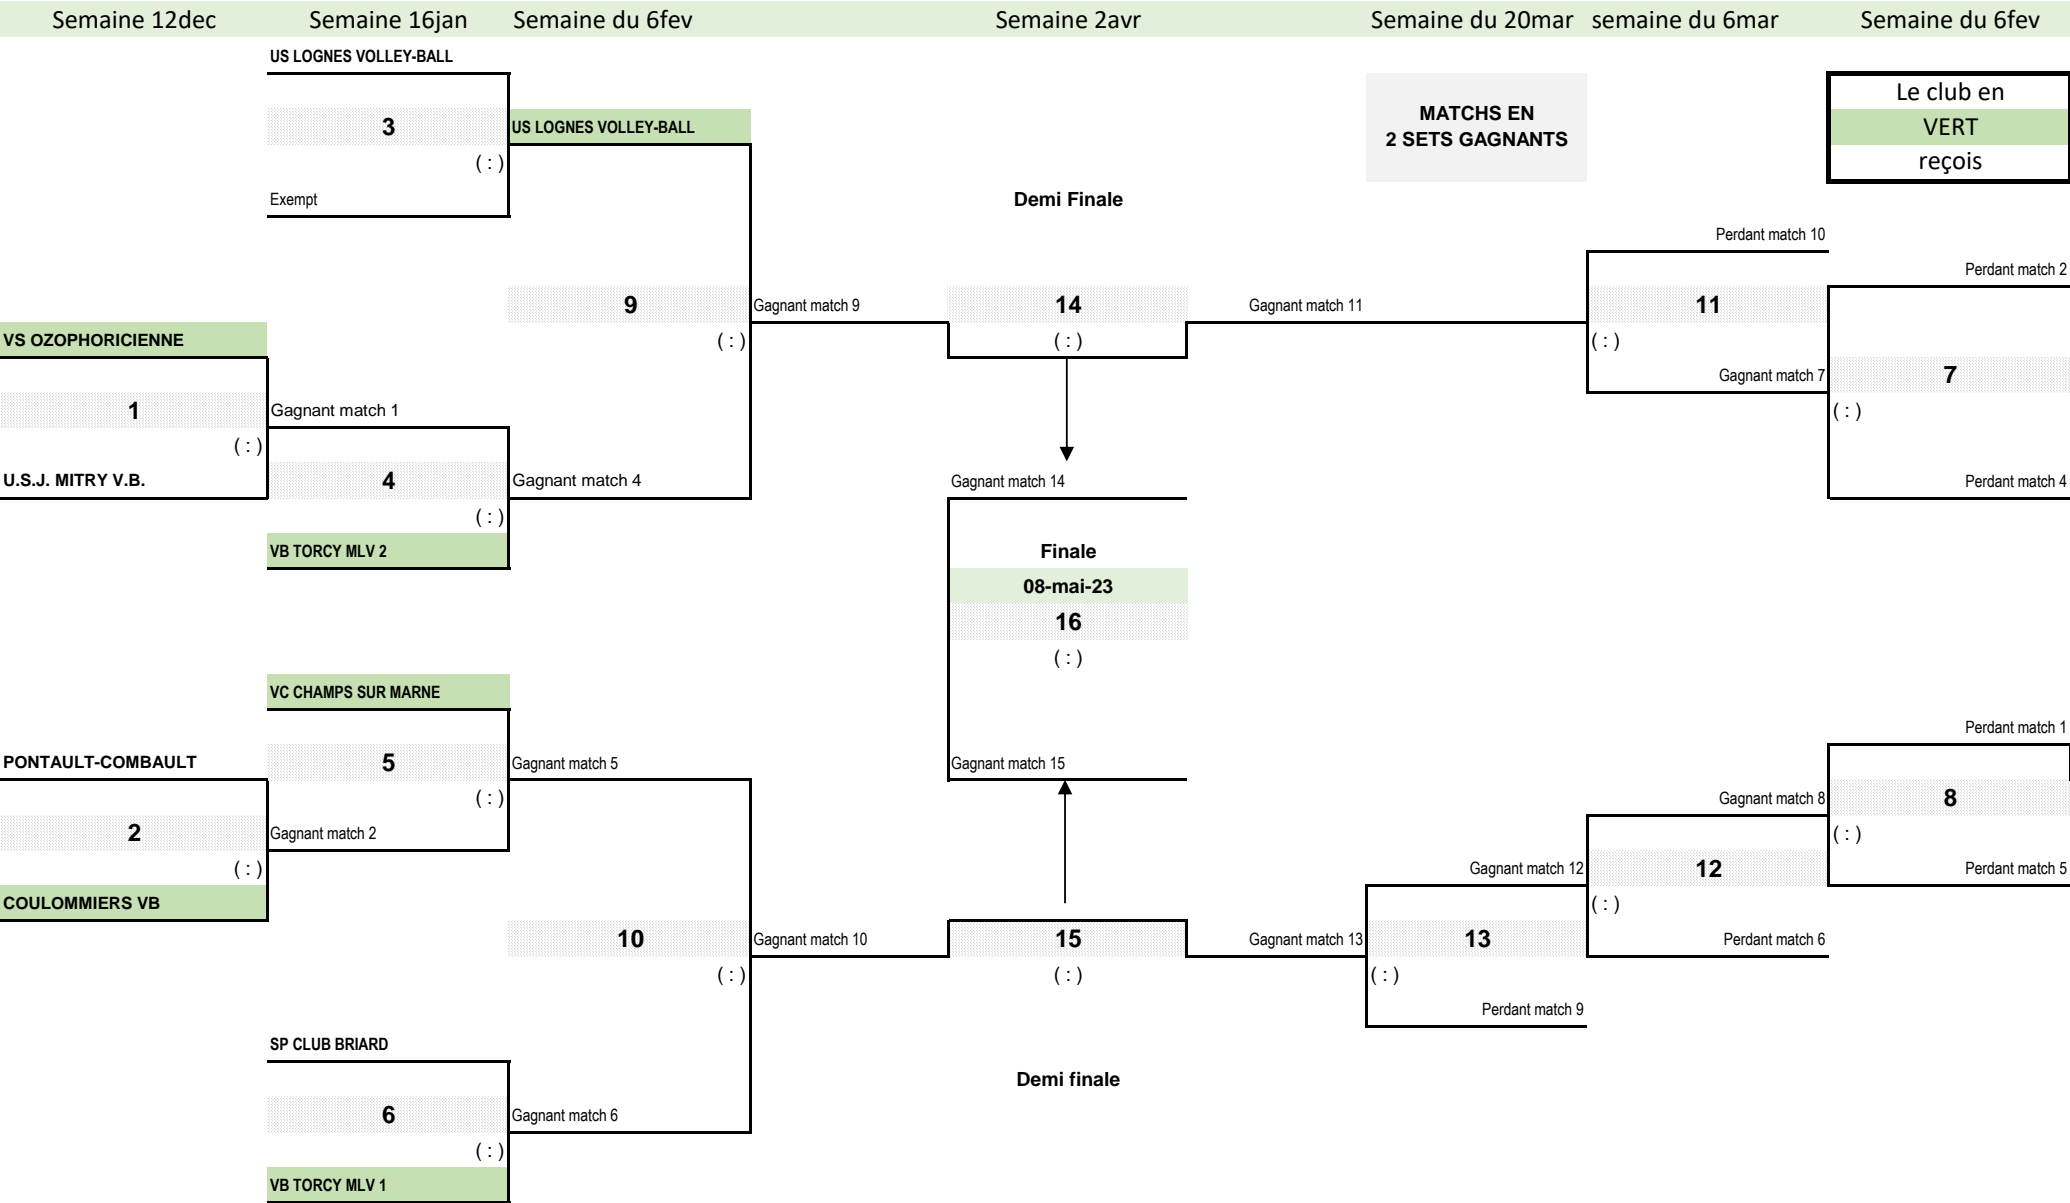 Semaine 12dec
Semaine 16jan
Semaine du 6fev
Semaine 2avr
Semaine du 20mar
semaine du 6mar
Semaine du 6fev
US LOGNES VOLLEY-BALL
Le club en
MATCHS EN
2 SETS GAGNANTS
3
US LOGNES VOLLEY-BALL
VERT
( : )
reçois
Exempt
Demi Finale
Perdant match 10
Perdant match 2
9
Gagnant match 9
14
Gagnant match 11
11
VS OZOPHORICIENNE
( : )
( : )
( : )
Gagnant match 7
7
1
Gagnant match 1
( : )
( : )
U.S.J. MITRY V.B.
4
Gagnant match 4
Gagnant match 14
Perdant match 4
( : )
VB TORCY MLV 2
Finale
08-mai-23
16
( : )
VC CHAMPS SUR MARNE
Perdant match 1
PONTAULT-COMBAULT
5
Gagnant match 5
Gagnant match 15
( : )
Gagnant match 8
8
2
Gagnant match 2
( : )
( : )
Gagnant match 12
12
Perdant match 5
COULOMMIERS VB
( : )
10
Gagnant match 10
15
Gagnant match 13
13
Perdant match 6
( : )
( : )
( : )
Perdant match 9
SP CLUB BRIARD
Demi finale
6
Gagnant match 6
( : )
VB TORCY MLV 1